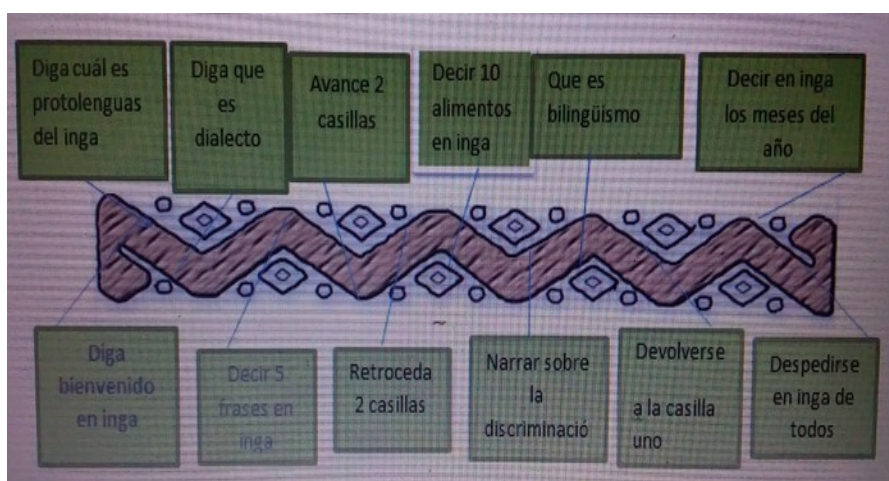 Diga cuál es
protolenguas
del inga
Diga que
es
dialecto
Avance 2
casillas
Decir 10
alimentos
en inga
Que es
bilingüismo
Decir en inga
los meses del
año
Diga
bienvenido
en inga
Decir 5
frases en
inga
Retroceda
2 casillas
Narrar sobre
la
discriminació
Devolverse
a la casilla
uno
Despedirse
en inga de
todos